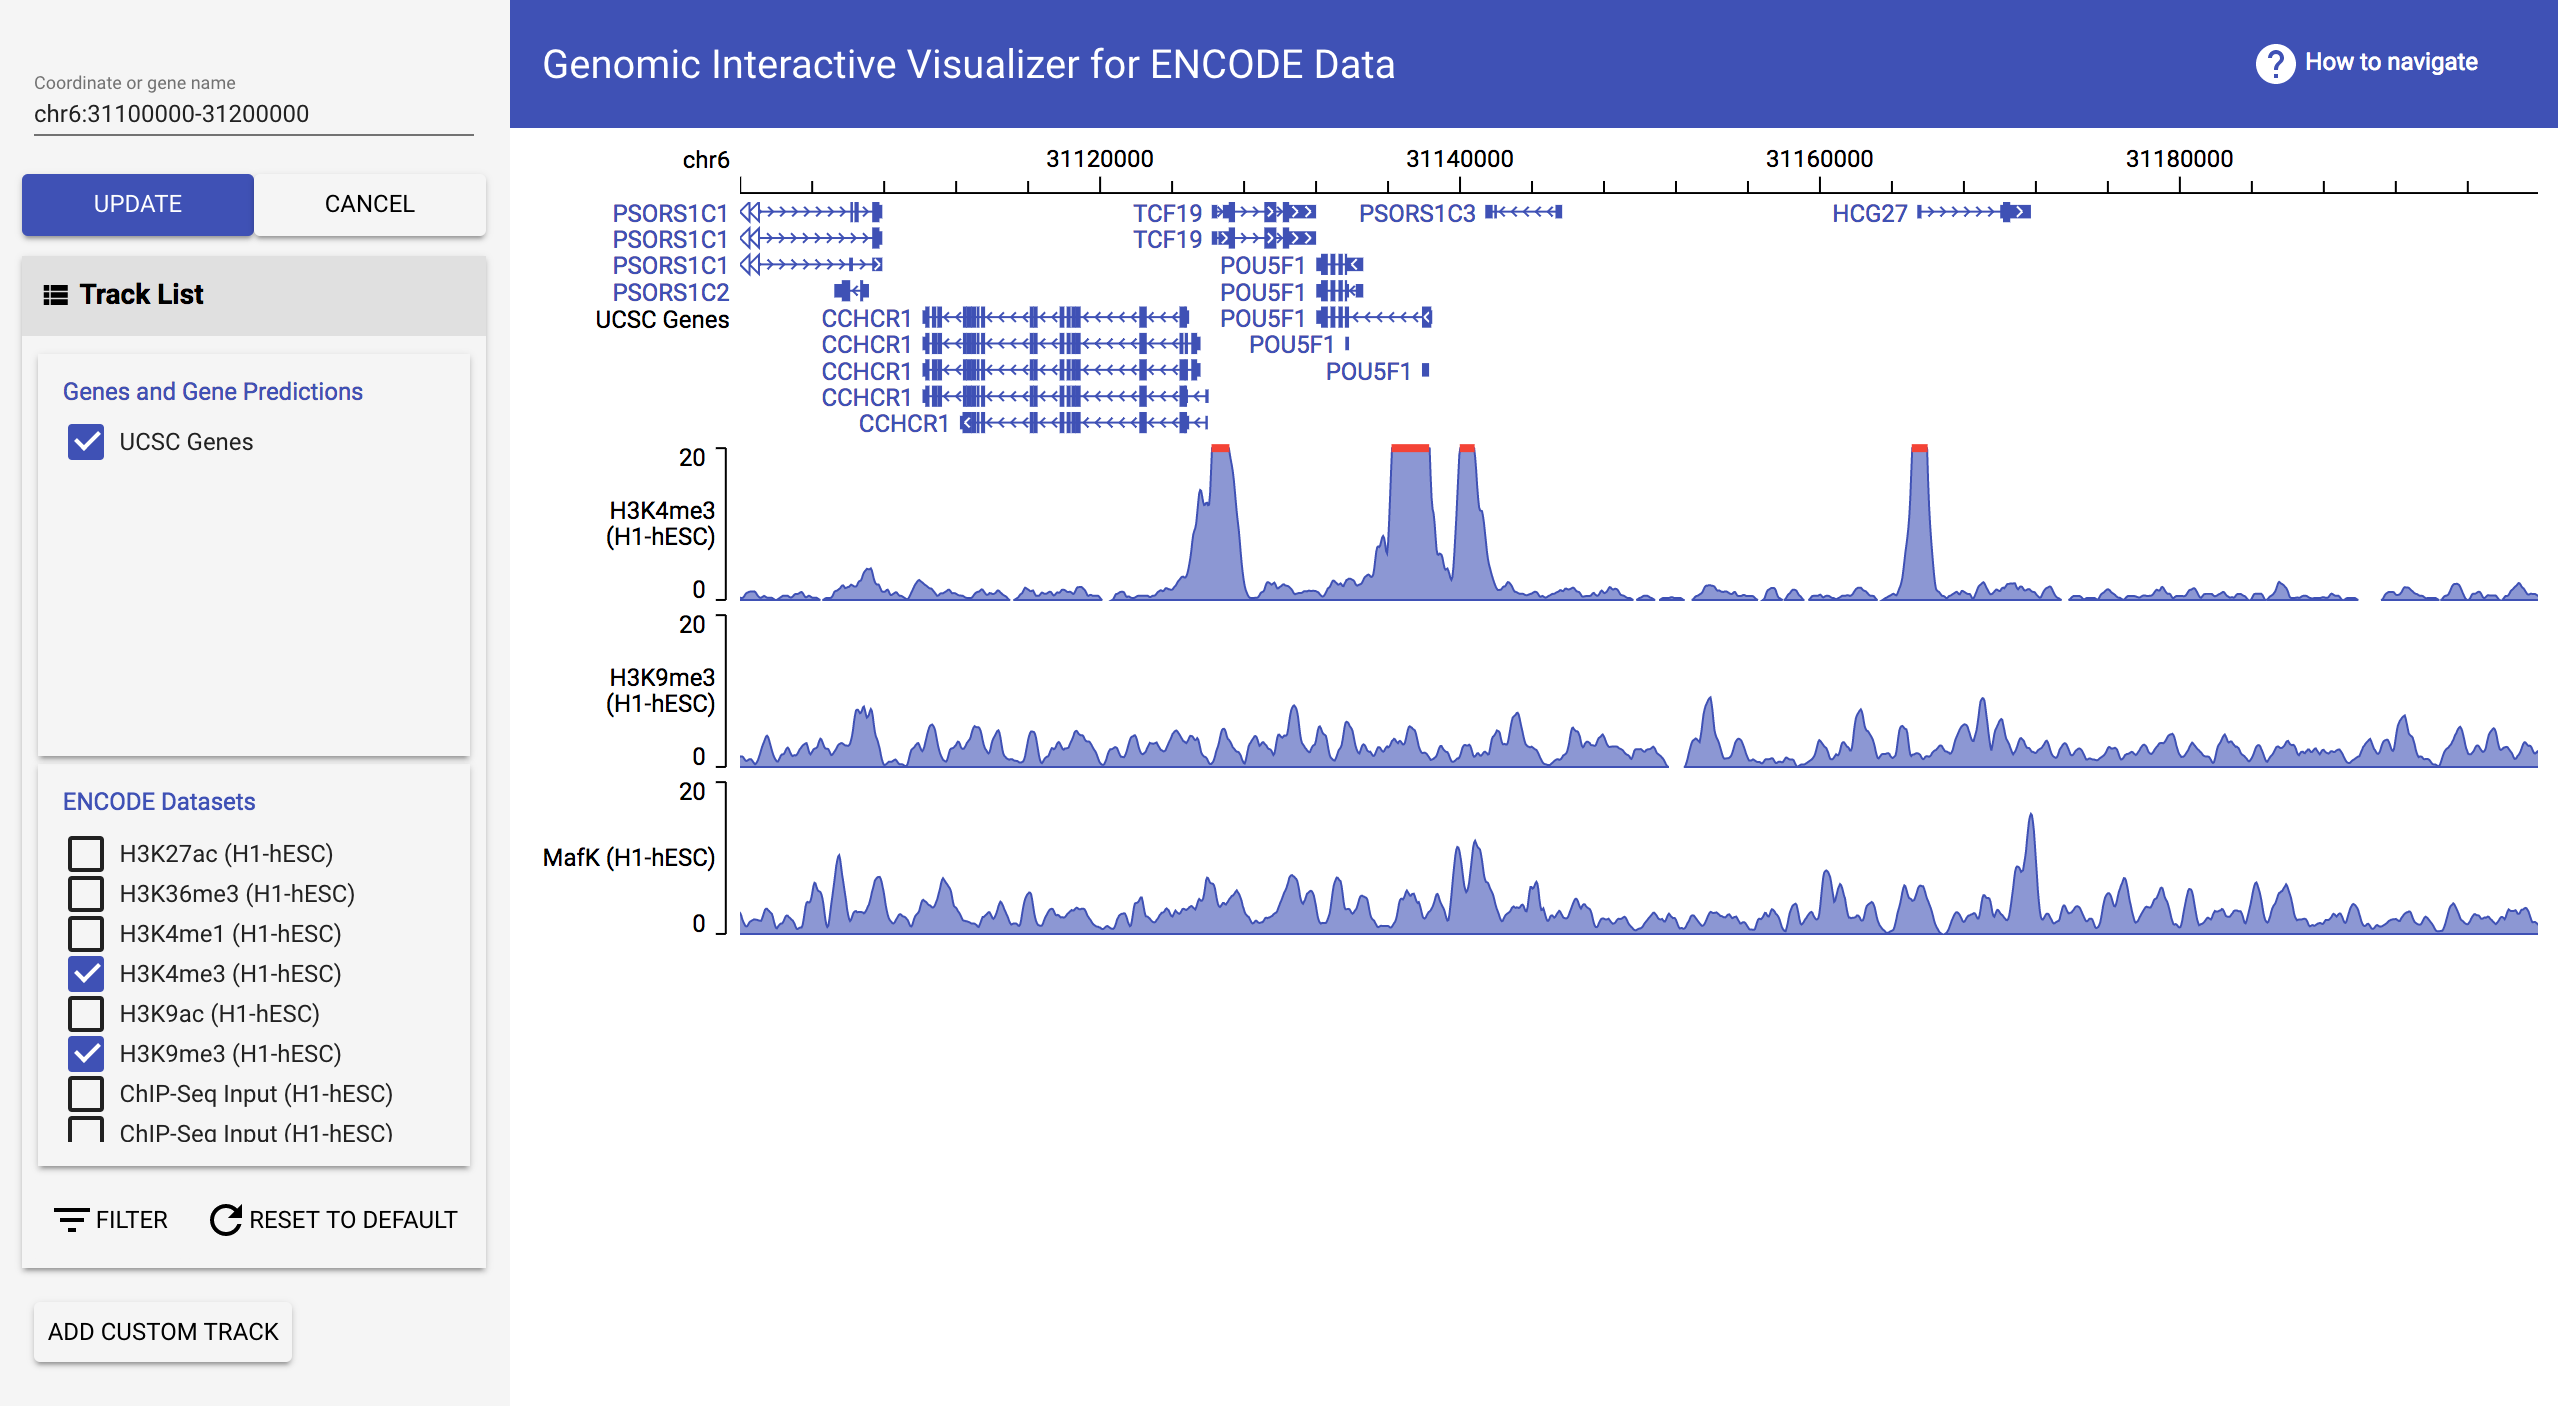 Coordinate or gene name
chr6:31100000-31200000
UPDATE
CANCEL
Track List
Genes and Gene Predictions
UCSC Genes
ENCODE Datasets
H3K27ac (H1-hESC)
H3K36me3 (H1-hESC)
H3K4me1 (H1-hESC)
H3K4me3 (H1-hESC)
H3K9ac (H1-hESC)
H3K9me3 (H1-hESC)
ChIP-Seq Input (H1-hESC)
ChIP-Seq Input (H1-hESC)
FILTER
RESET TO DEFAULT
ADD CUSTOM TRACK
Genomic Interactive Visualizer for ENCODE Data
? How to navigate
chr6 31120000 31140000 31160000 31180000
PSORS1C1 TCF19 PSORS1C3 HCG27
PSORS1C1 TCF19
PSORS1C1 POU5F1
PSORS1C2 POU5F1
UCSC Genes CCHCR1 POU5F1
CCHCR1 POU5F1
CCHCR1 POU5F1
CCHCR1
CCHCR1
20
H3K4me3
(H1-hESC)
0
20
H3K9me3
(H1-hESC)
0
20
MafK (H1-hESC)
0